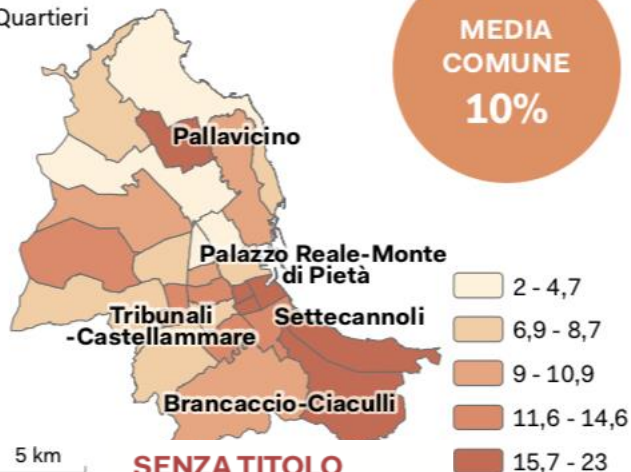 Quartieri
MEDIA
COMUNE
10%
Pallavicino
Palazzo Reale-Monte
di Pietà
Tribunali
-Castellammare
Settecannoli
Brancaccio-Ciaculli
2 - 4,7
6,9 - 8,7
9 - 10,9
11,6 - 14,6
15,7 - 23
5 km
SENZA TITOLO